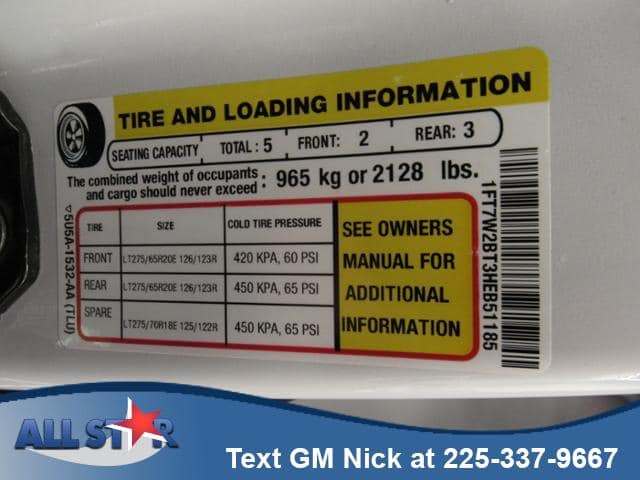 TIRE AND LOADING INFORMATION
SEATING CAPACITY TOTAL : 5 FRONT: 2 REAR: 3
The combined weight of occupants
and cargo should never exceed : 965 kg or 2128 lbs.
TIRE SIZE COLD TIRE PRESSURE
FRONT LT275/65R20E 126/123R 420 KPA, 60 PSI
REAR LT275/65R20E 126/123R 450 KPA, 65 PSI
SPARE LT275/70R18E 125/122R 450 KPA, 65 PSI
SEE OWNERS
MANUAL FOR
ADDITIONAL
INFORMATION
5U5A-1532-AA (TLU)
1FT7W2BT3HEB51185
ALL STAR
Text GM Nick at 225-337-9667